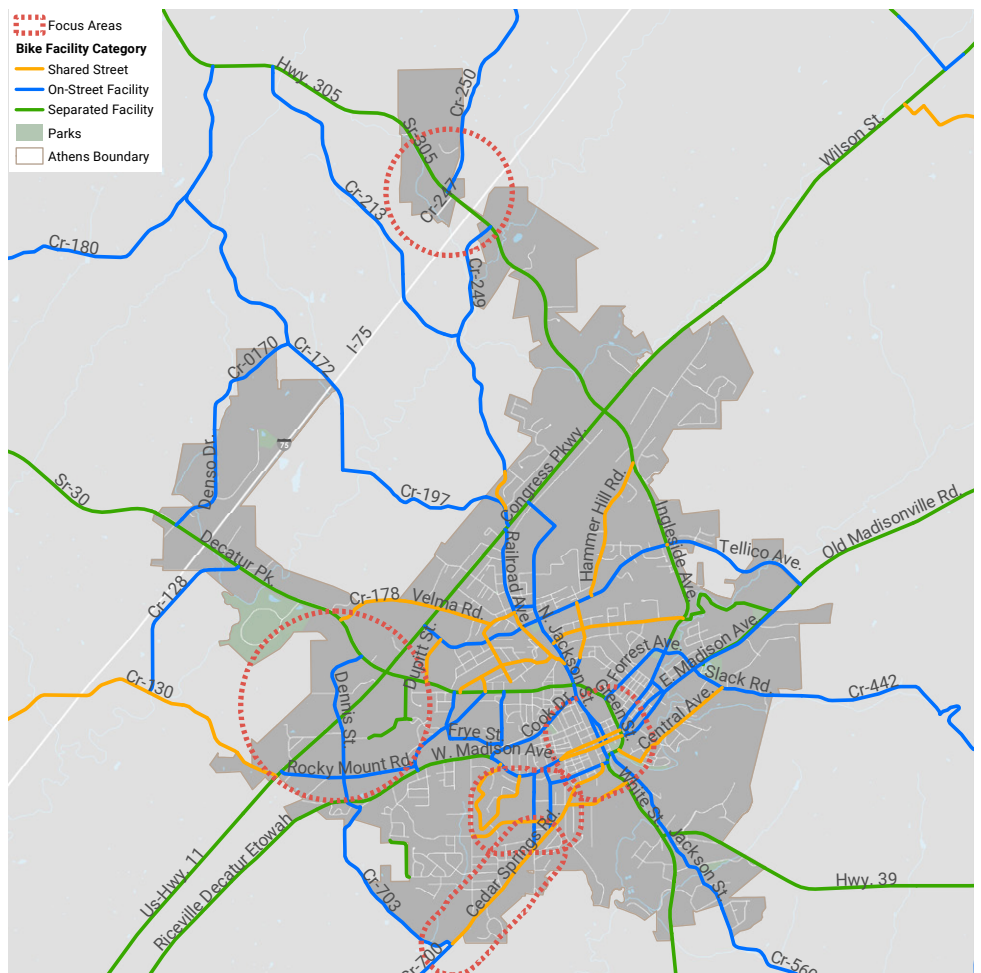 Focus Areas
Bike Facility Category
Shared Street
On-Street Facility
Separated Facility
Parks
Athens Boundary
Hwy. 305
Cr-250
Sr-305
Cr-247
Wilson St.
Cr-213
Cr-180
Cr-249
I-75
Cr-0170
Cr-172
75
Denso Dr.
Sr-30
Cr-197
Congress Pkwy.
Hammer Hill Rd.
Ingleside Ave.
Old Madisonville Rd.
Tellico Ave.
Railroad Ave.
Decatur Pk.
Cr-128
Cr-178
Velma Rd.
N. Jackson St.
Dupitt St.
Forrest Ave.
E. Madison Ave.
Slack Rd.
Cr-442
Cr-130
Dennis St.
Green St.
Central Ave.
Cook Dr.
Frye St.
W. Madison Ave.
Rocky Mount Rd.
White St.
Jackson St.
Hwy. 39
Us-Hwy. 11
Riceville Decatur Etowah
Cedar Springs Rd.
Cr-703
Cr-700